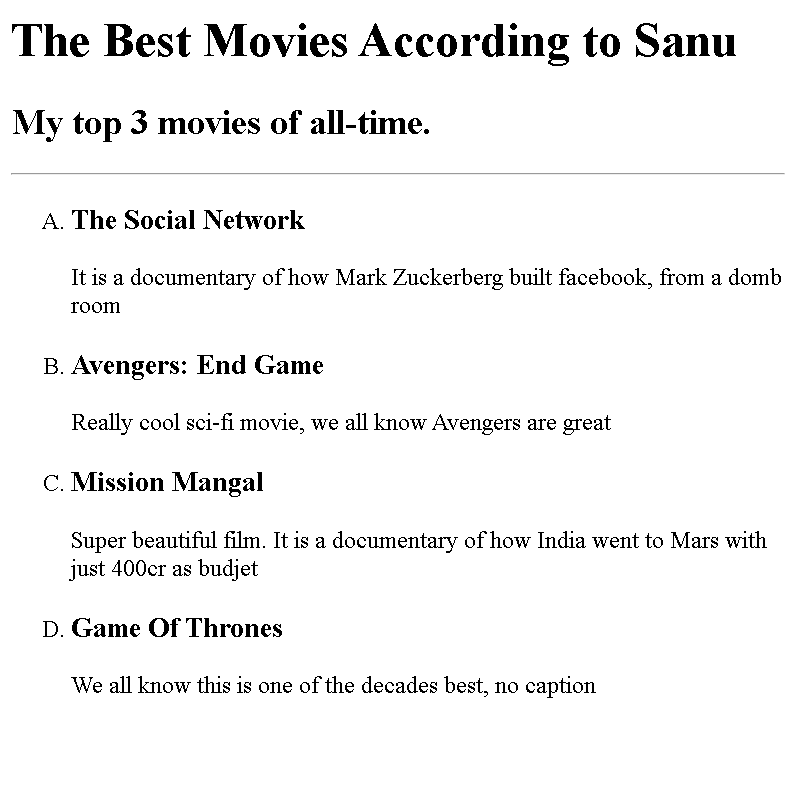 The Best Movies According to Sanu
My top 3 movies of all-time.
A. The Social Network
It is a documentary of how Mark Zuckerberg built facebook, from a domb
room
B. Avengers: End Game
Really cool sci-fi movie, we all know Avengers are great
C. Mission Mangal
Super beautiful film. It is a documentary of how India went to Mars with
just 400cr as budjet
D. Game Of Thrones
We all know this is one of the decades best, no caption